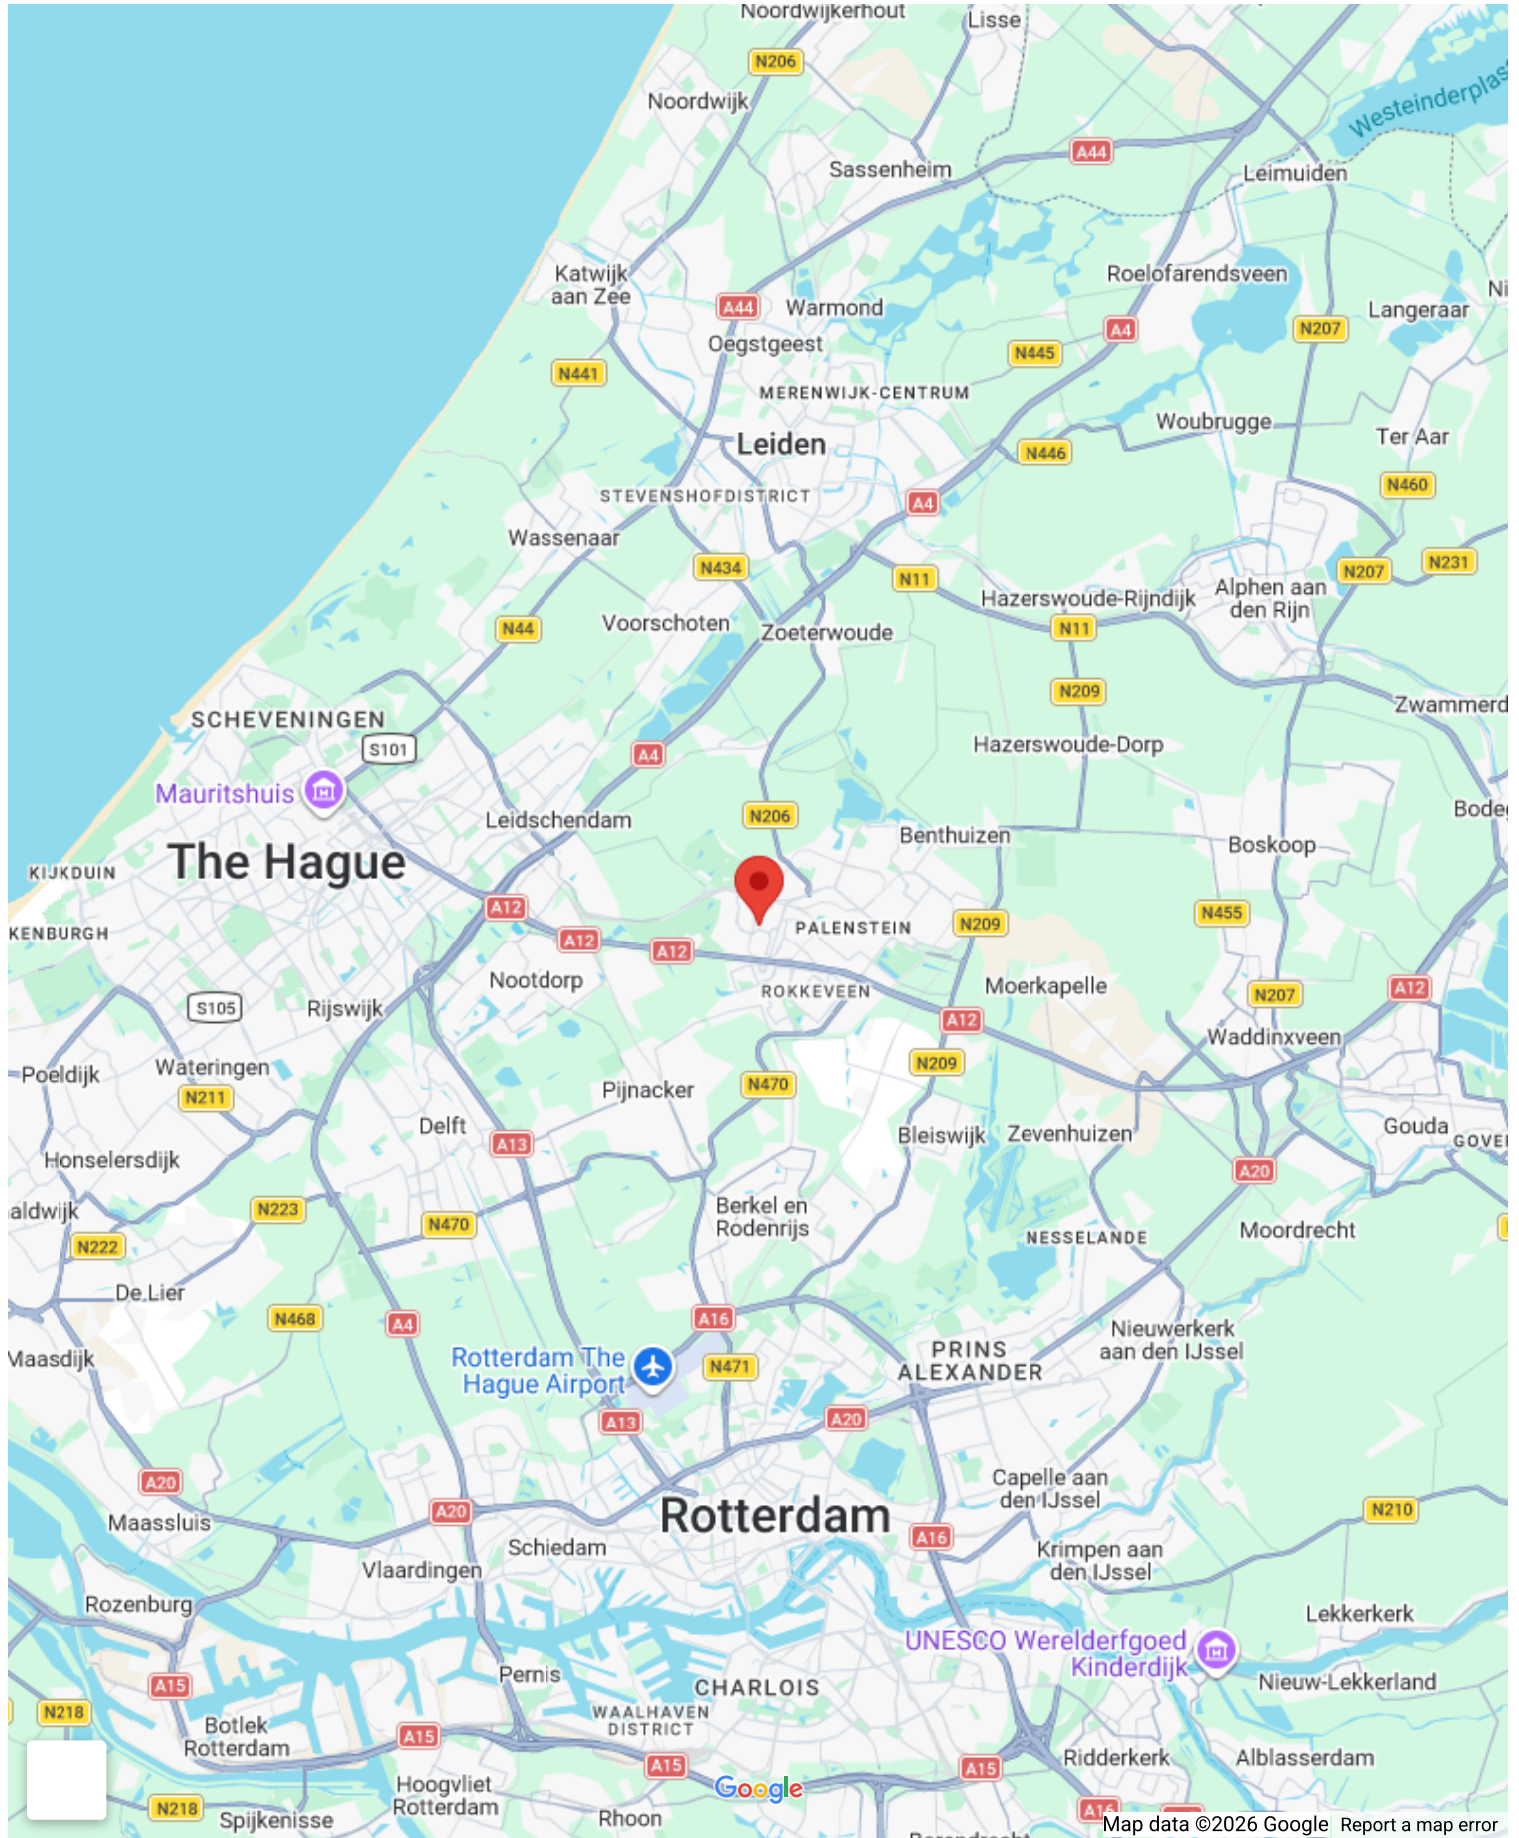 Noordwijkerhout
Lisse
N206
Noordwijk
Westeinderplas
A44
Sassenheim
Leimuiden
Katwijk
aan Zee
Roelofarendsveen
Ni
A44
Warmond
Langeraar
Oegstgeest
A4
N207
N445
N441
MERENWIJK-CENTRUM
Woubrugge
Leiden
Ter Aar
N446
N460
STEVENSHOFDISTRICT
A4
Wassenaar
N434
N11
N207
N231
Alphen aan
den Rijn
Hazerswoude-Rijndijk
Voorschoten
N44
Zoeterwoude
N11
N209
Zwammerd
SCHEVENINGEN
S101
A4
Hazerswoude-Dorp
Mauritshuis
Leidschendam
N206
Benthuizen
Bode
Boskoop
The Hague
KIJKDUIN
A12
N455
KENBURGH
A12
A12
PALENSTEIN
N209
Nootdorp
ROKKEVEEN
Moerkapelle
N207
A12
S105
Rijswijk
A12
Waddinxveen
Poeldijk
Wateringen
N209
N211
Pijnacker
N470
Delft
A13
Bleiswijk
Zevenhuizen
Gouda
GOVE
Honselersdijk
A20
aldwijk
N223
Berkel en
Rodenrijs
N222
N470
NESSELANDE
Moordrecht
De Lier
N468
A4
A16
Nieuwerkerk
aan den IJssel
Maasdijk
Rotterdam The
Hague Airport
N471
PRINS
ALEXANDER
A13
A20
A20
Capelle aan
den IJssel
Maassluis
A20
Rotterdam
N210
Schiedam
A16
Vlaardingen
Krimpen aan
den IJssel
Rozenburg
Lekkerkerk
UNESCO Werelderfgoed
Kinderdijk
Pernis
A15
CHARLOIS
Nieuw-Lekkerland
N218
WAALHAVEN
DISTRICT
Botlek
Rotterdam
A15
A15
A15
Ridderkerk
Alblasserdam
Google
Hoogvliet
Rotterdam
N218
Spijkenisse
Rhoon
A16
Map data ©2026 Google
Report a map error